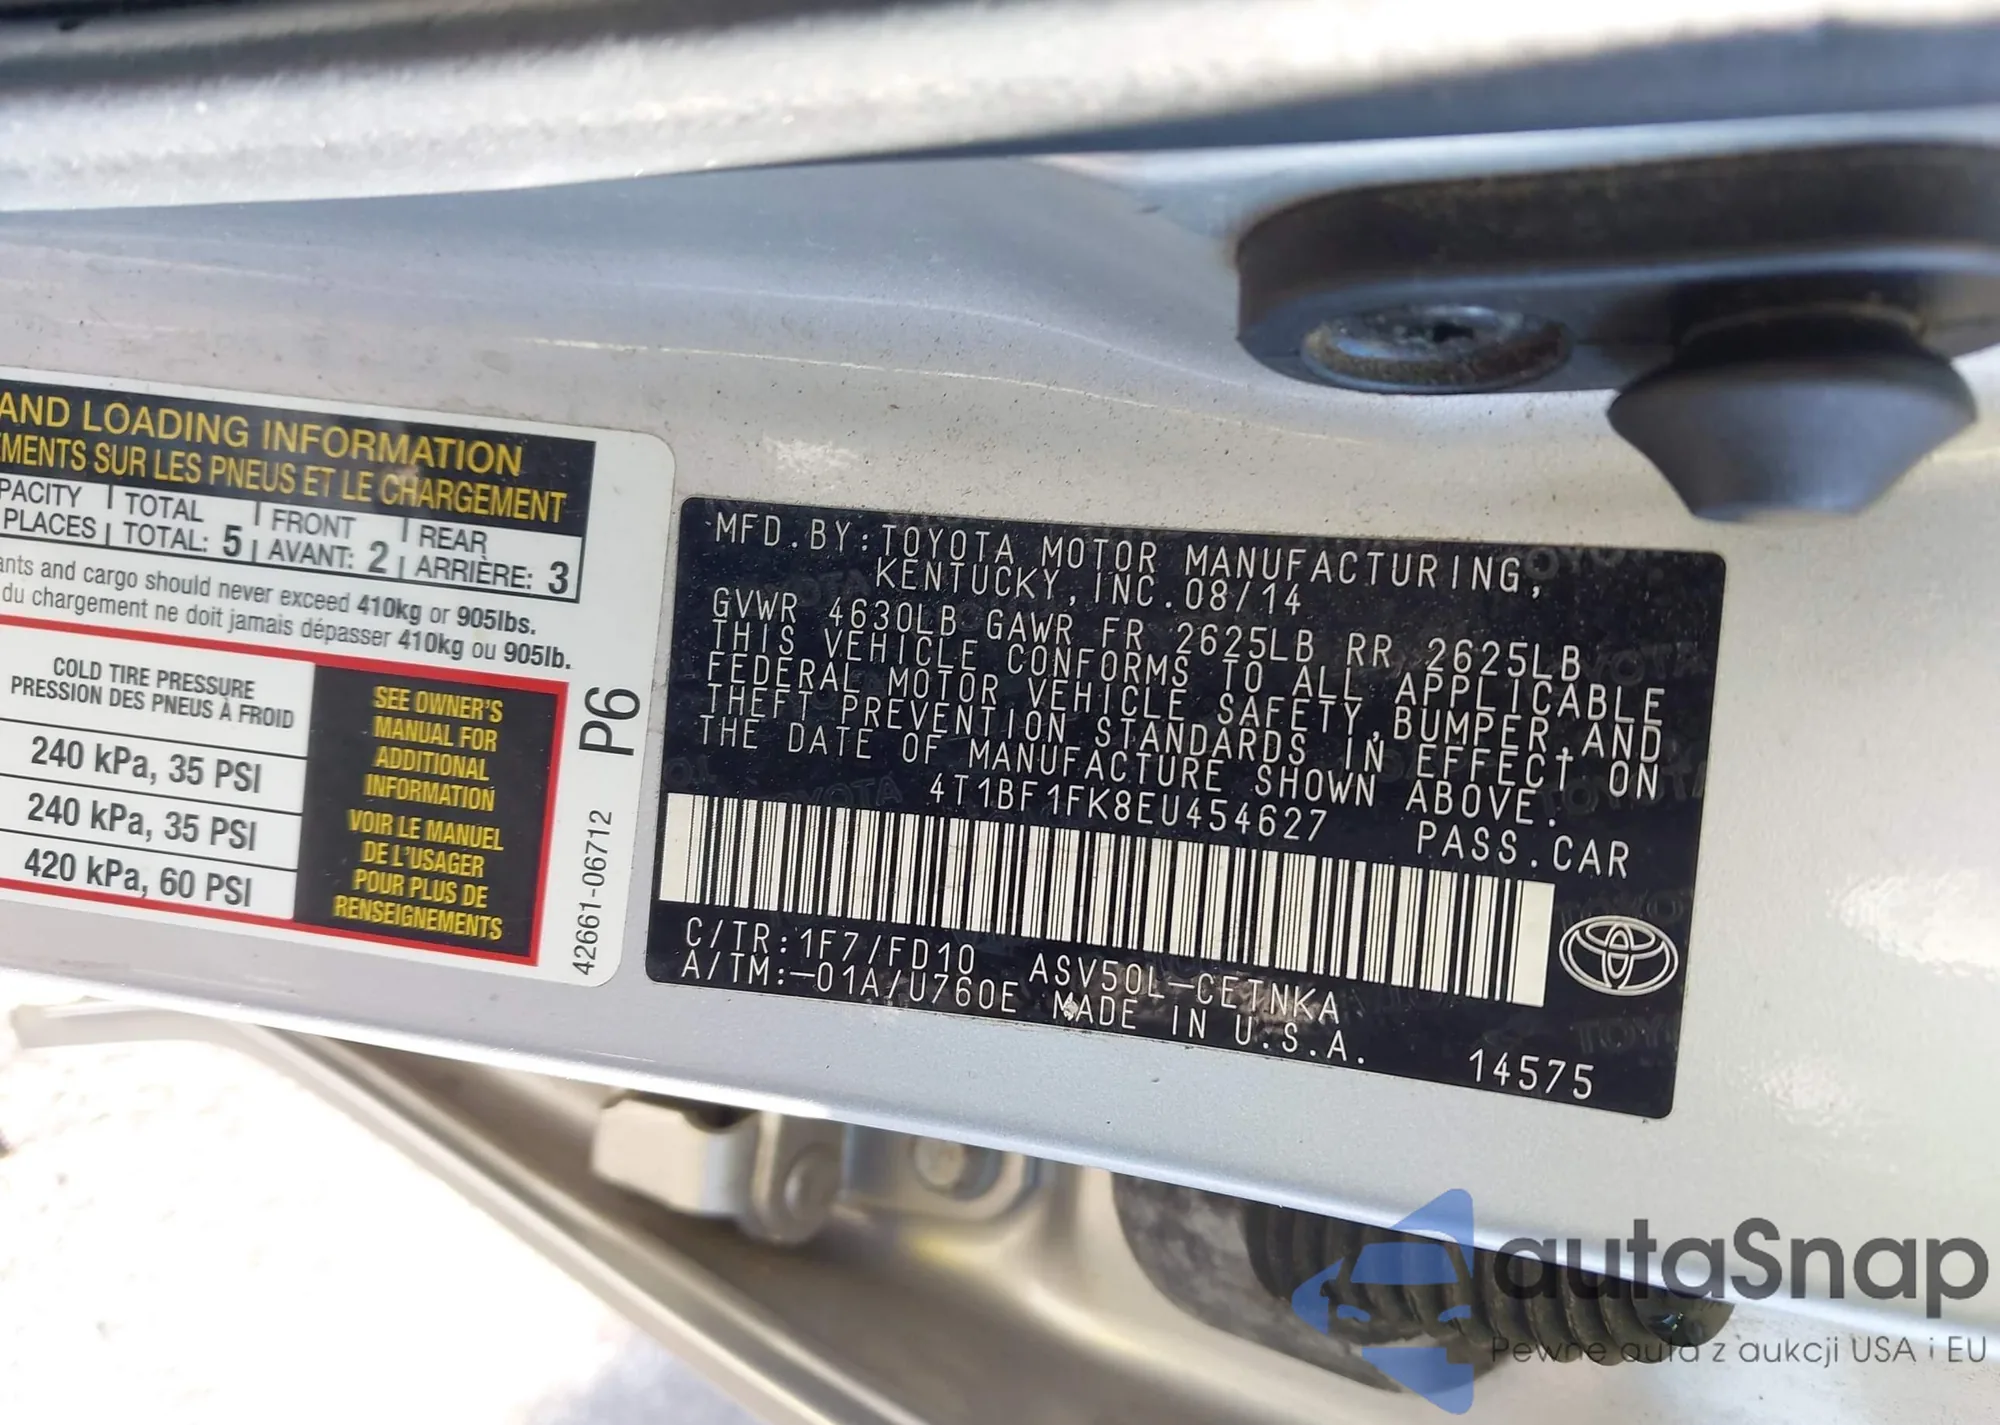 AND LOADING INFORMATION
EMENTS SUR LES PNEUS ET LE CHARGEMENT
PACITY TOTAL FRONT REAR
PLACES TOTAL: 5 AVANT: 2 ARRIÈRE: 3
ants and cargo should never exceed 410kg or 905lbs.
du chargement ne doit jamais dépasser 410kg ou 905lb.
COLD TIRE PRESSURE
PRESSION DES PNEUS À FROID
240 kPa, 35 PSI
240 kPa, 35 PSI
420 kPa, 60 PSI
SEE OWNER'S
MANUAL FOR
ADDITIONAL
INFORMATION
VOIR LE MANUEL
DE L'USAGER
POUR PLUS DE
RENSEIGNEMENTS
P6
42661-06712
MFD.BY:TOYOTA MOTOR MANUFACTURING,
KENTUCKY,INC.08/14
GVWR 4630LB GAWR FR 2625LB RR 2625LB
THIS VEHICLE CONFORMS TO ALL APPLICABLE
FEDERAL MOTOR VEHICLE SAFETY,BUMPER,AND
THEFT PREVENTION STANDARDS IN EFFECT ON
THE DATE OF MANUFACTURE SHOWN ABOVE.
4T1BF1FK8EU454627 PASS.CAR
C/TR:1F7/FD10 ASV50L-CETNKA
A/TM:-01A/U760E MADE IN U.S.A.
14575
autaSnap
Pewne auta z aukcji USA i EU